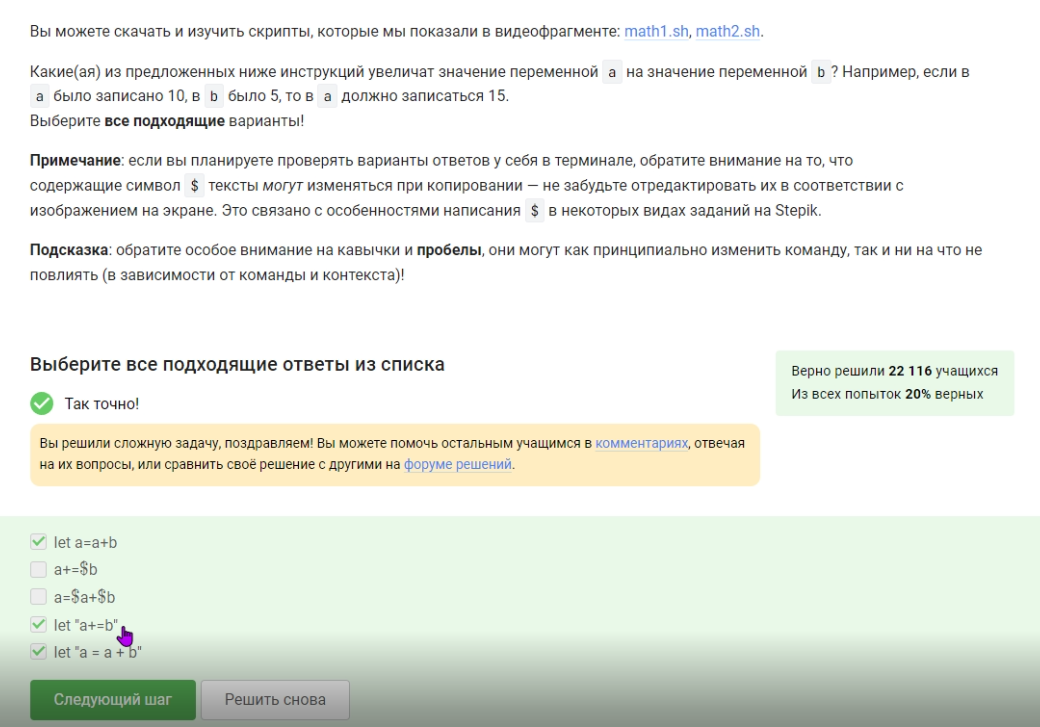 Вы можете скачать и изучить скрипты, которые мы показали в видеофрагменте: math1.sh, math2.sh.
Какие(ая) из предложенных ниже инструкций увеличат значение переменной a на значение переменной b? Например, если в
a было записано 10, в b было 5, то в a должно записаться 15.
Выберите все подходящие варианты!
Примечание: если вы планируете проверять варианты ответов у себя в терминале, обратите внимание на то, что
содержащие символ $ тексты могут изменяться при копировании — не забудьте отредактировать их в соответствии с
изображением на экране. Это связано с особенностями написания $ в некоторых видах заданий на Stepik.
Подсказка: обратите особое внимание на кавычки и пробелы, они могут как принципиально изменить команду, так и ни на что не
повлиять (в зависимости от команды и контекста)!
Выберите все подходящие ответы из списка
Верно решили 22 116 учащихся
Из всех попыток 20% верных
Так точно!
Вы решили сложную задачу, поздравляем! Вы можете помочь остальным учащимся в комментариях, отвечая
на их вопросы, или сравнить своё решение с другими на форуме решений.
let a=a+b
a+=$b
a=$a+$b
let "a+=b"
let "a = a + b"
Следующий шаг
Решить снова